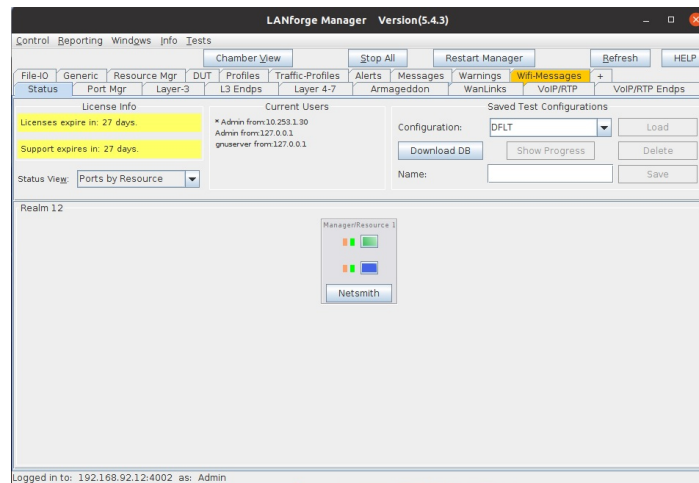 LANforge Manager Version(5.4.3)
Control Reporting Windows Info Tests
Chamber View Stop All Restart Manager Refresh HELP
File-IO Generic Resource Mgr DUT Profiles Traffic-Profiles Alerts Messages Warnings Wifi-Messages +
Status Port Mgr Layer-3 L3 Endps Layer 4-7 Armageddon WanLinks VoIP/RTP VoIP/RTP Endps
License Info Current Users Saved Test Configurations
Licenses expire in: 27 days.
Support expires in: 27 days.
Status View: Ports by Resource
* Admin from:10.253.1.30
Admin from:127.0.0.1
gnuserver from:127.0.0.1
Configuration: DFLT Load
Download DB Show Progress Delete
Name: Save
Realm 12
Manager/Resource 1
Netsmith
Logged in to: 192.168.92.12:4002 as: Admin